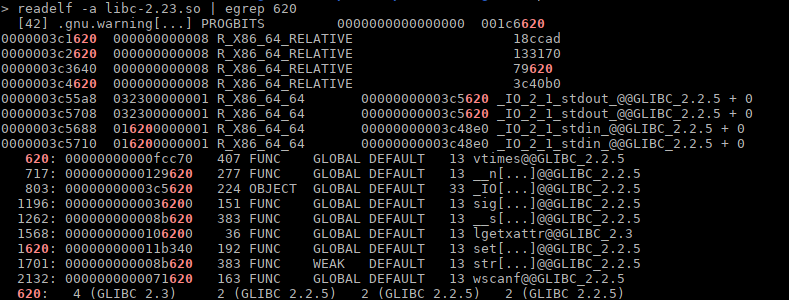 > readelf -a libc-2.23.so | egrep 620
  [42] .gnu.warning[...] PROGBITS         0000000000000000  001c6620
0000003c1620  000000000008 R_X86_64_RELATIVE                    18ccad
0000003c2620  000000000008 R_X86_64_RELATIVE                    133170
0000003c3640  000000000008 R_X86_64_RELATIVE                    79620
0000003c4620  000000000008 R_X86_64_RELATIVE                    3c40b0
0000003c55a8  032300000001 R_X86_64_64       00000000003c5620 _IO_2_1_stdout_@@GLIBC_2.2.5 + 0
0000003c5708  032300000001 R_X86_64_64       00000000003c5620 _IO_2_1_stdout_@@GLIBC_2.2.5 + 0
0000003c5688  016200000001 R_X86_64_64       00000000003c48e0 _IO_2_1_stdin_@@GLIBC_2.2.5 + 0
0000003c5710  016200000001 R_X86_64_64       00000000003c48e0 _IO_2_1_stdin_@@GLIBC_2.2.5 + 0
   620: 00000000000fcc70   407 FUNC    GLOBAL DEFAULT   13 vtimes@@GLIBC_2.2.5
   717: 0000000000129620   277 FUNC    GLOBAL DEFAULT   13 __n[...]@@GLIBC_2.2.5
   803: 00000000003c5620   224 OBJECT  GLOBAL DEFAULT   33 _IO[...]@@GLIBC_2.2.5
  1196: 0000000000036200   151 FUNC    GLOBAL DEFAULT   13 sig[...]@@GLIBC_2.2.5
  1262: 000000000008b620   383 FUNC    GLOBAL DEFAULT   13 __s[...]@@GLIBC_2.2.5
  1568: 0000000000106200    36 FUNC    GLOBAL DEFAULT   13 lgetxattr@@GLIBC_2.3
  1620: 000000000011b340   192 FUNC    GLOBAL DEFAULT   13 set[...]@@GLIBC_2.2.5
  1701: 000000000008b620   383 FUNC    WEAK   DEFAULT   13 str[...]@@GLIBC_2.2.5
  2132: 0000000000071620   163 FUNC    GLOBAL DEFAULT   13 wscanf@@GLIBC_2.2.5
  620:   4 (GLIBC_2.3)     2 (GLIBC_2.2.5)   2 (GLIBC_2.2.5)   2 (GLIBC_2.2.5)